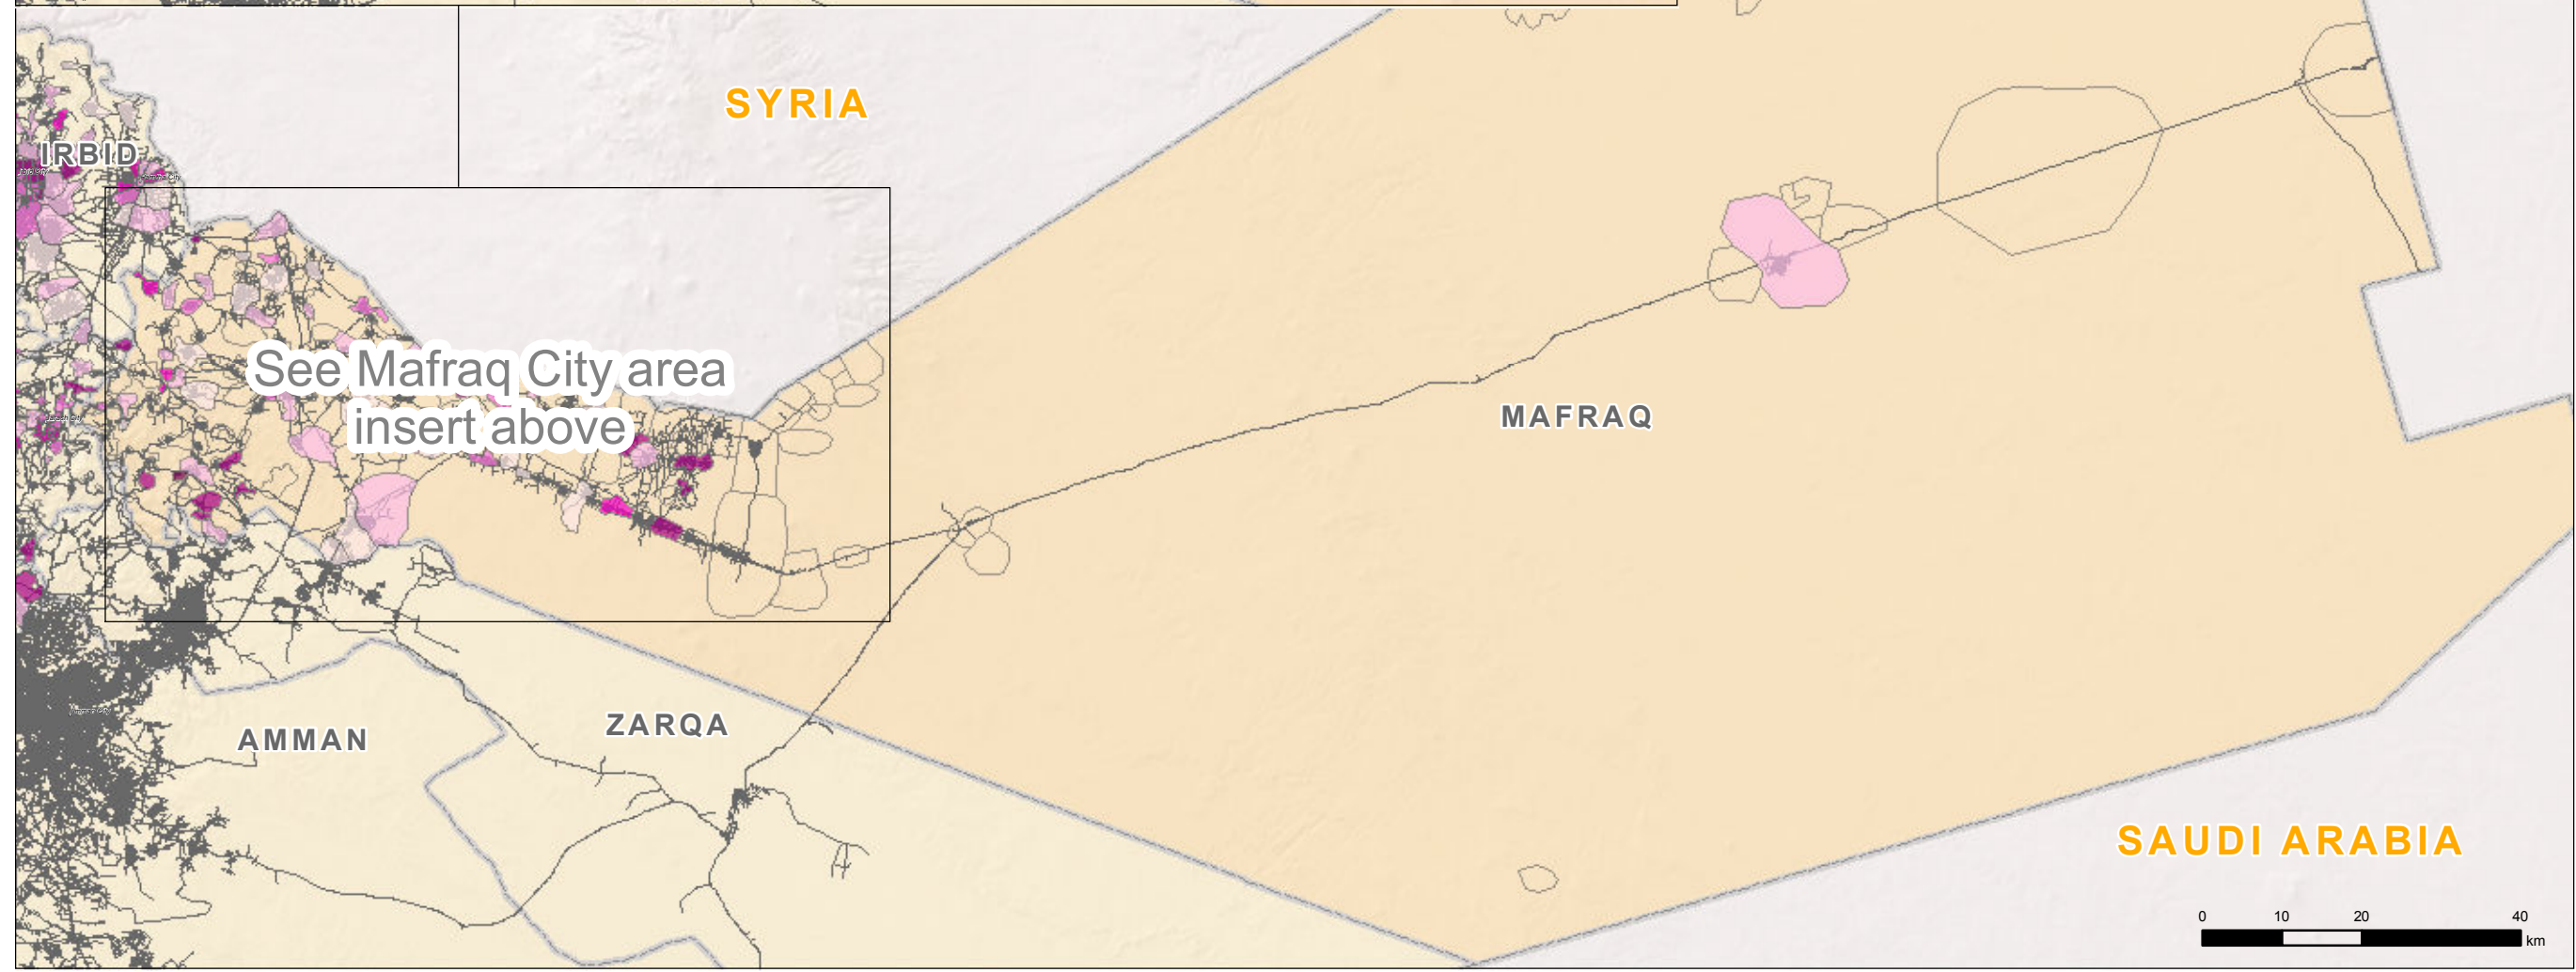 SYRIA
IRBID
See Mafraq City area
insert above
MAFRAQ
ZARQA
AMMAN
SAUDI ARABIA
0 10 20 40
km